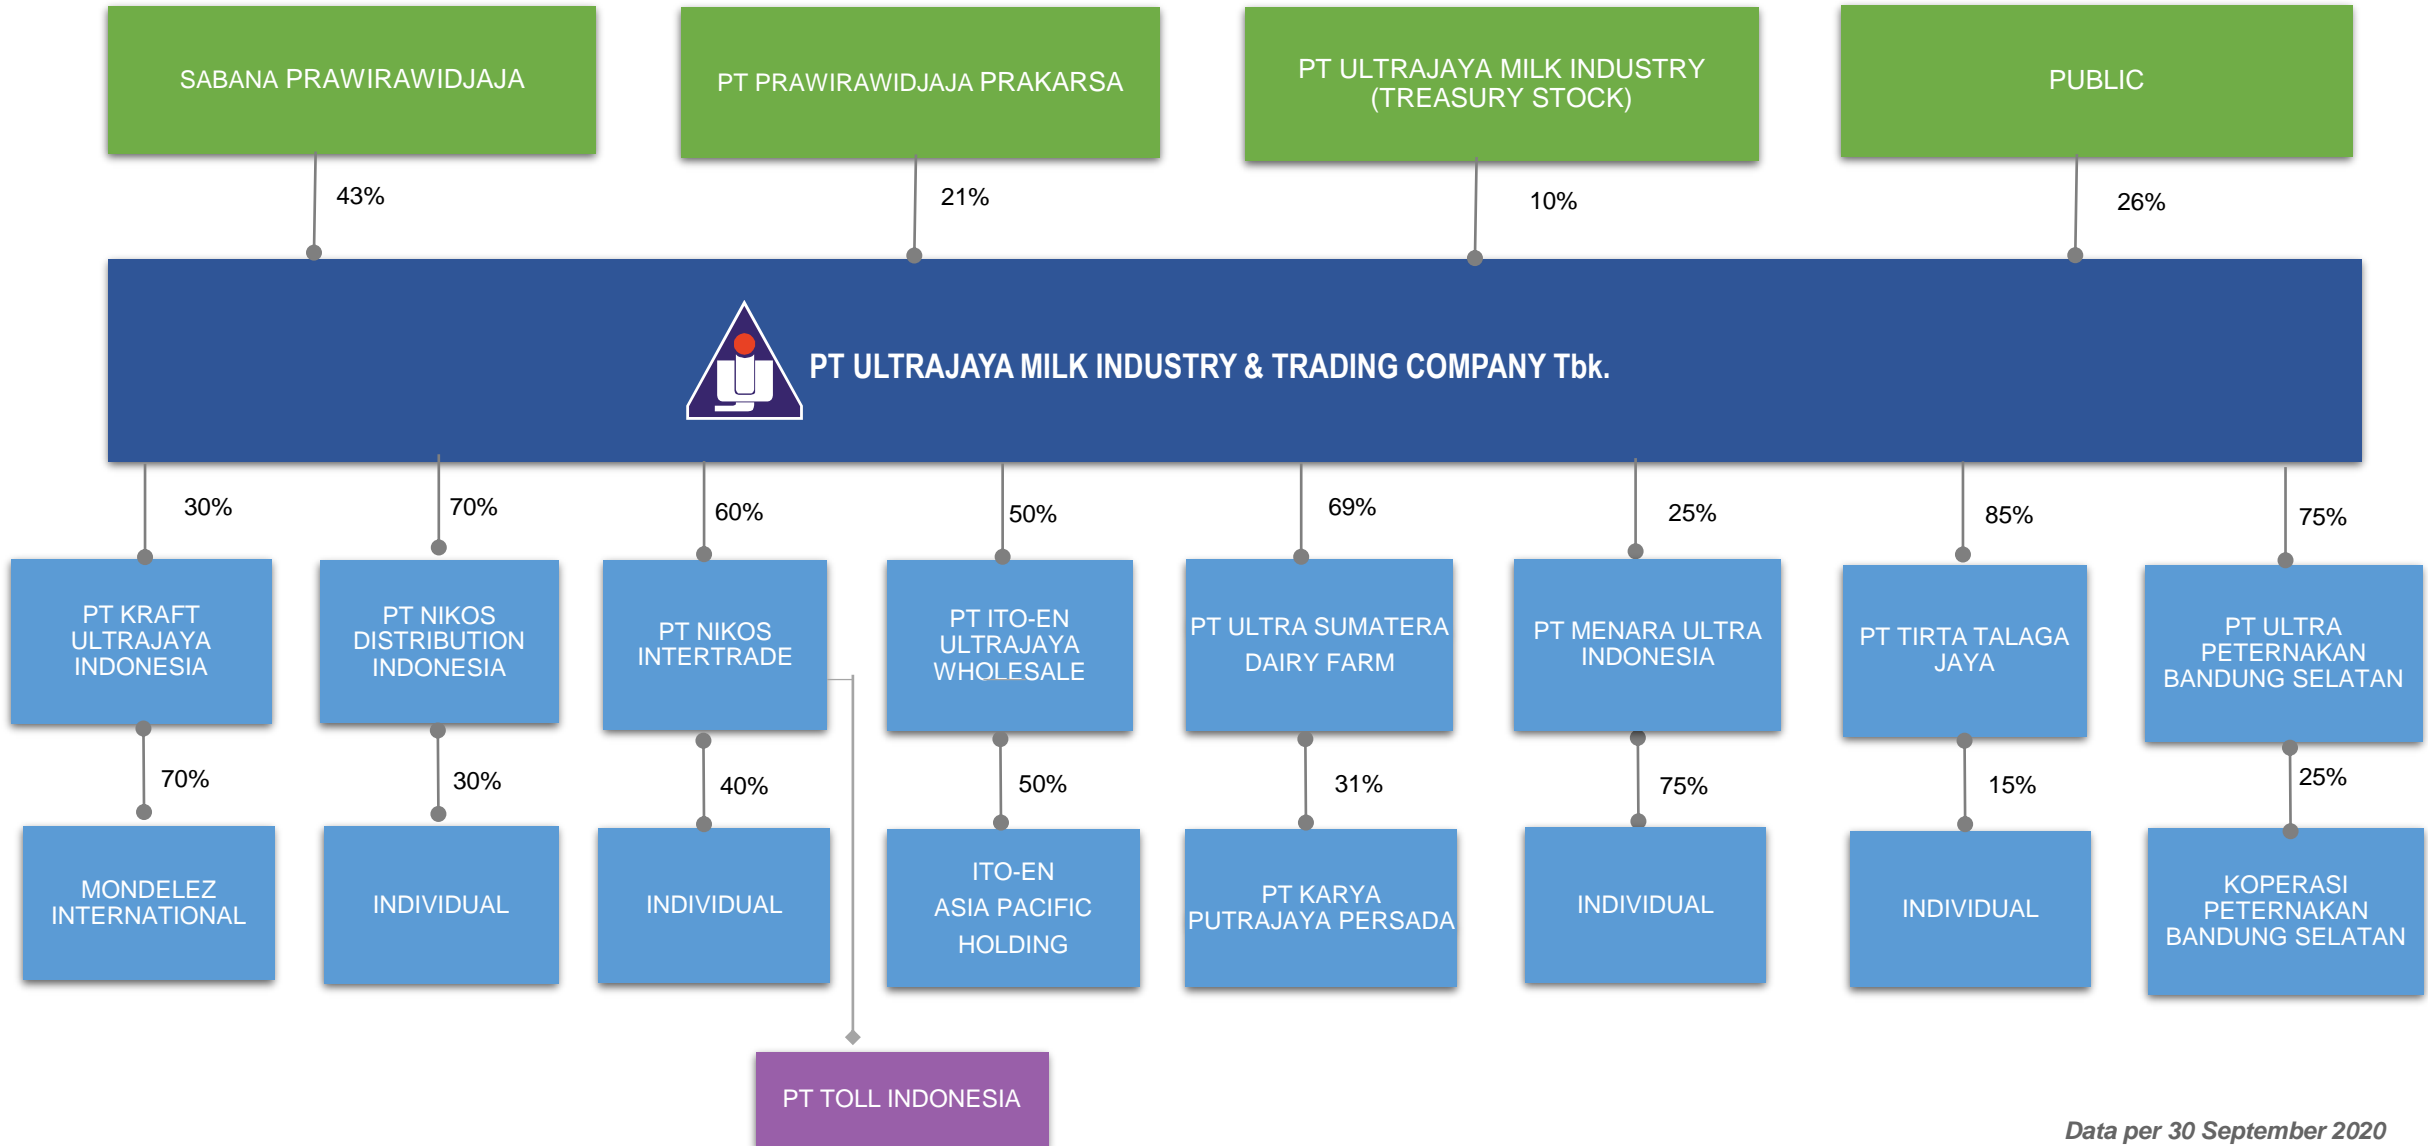 SABANA PRAWIRAWIDJAJA
PT PRAWIRAWIDJAJA PRAKARSA
PT ULTRAJAYA MILK INDUSTRY
(TREASURY STOCK)
PUBLIC
43%
21%
10%
26%
PT ULTRAJAYA MILK INDUSTRY & TRADING COMPANY Tbk.
30%
70%
60%
50%
69%
25%
85%
75%
PT KRAFT
ULTRAJAYA
INDONESIA
PT NIKOS
DISTRIBUTION
INDONESIA
PT NIKOS
INTERTRADE
PT ITO-EN
ULTRAJAYA
WHOLESALE
PT ULTRA SUMATERA
DAIRY FARM
PT MENARA ULTRA
INDONESIA
PT TIRTA TALAGA
JAYA
PT ULTRA
PETERNAKAN
BANDUNG SELATAN
70%
30%
40%
50%
31%
75%
15%
25%
MONDELEZ
INTERNATIONAL
INDIVIDUAL
INDIVIDUAL
ITO-EN
ASIA PACIFIC
HOLDING
PT KARYA
PUTRAJAYA PERSADA
INDIVIDUAL
INDIVIDUAL
KOPERASI
PETERNAKAN
BANDUNG SELATAN
PT TOLL INDONESIA
Data per 30 September 2020